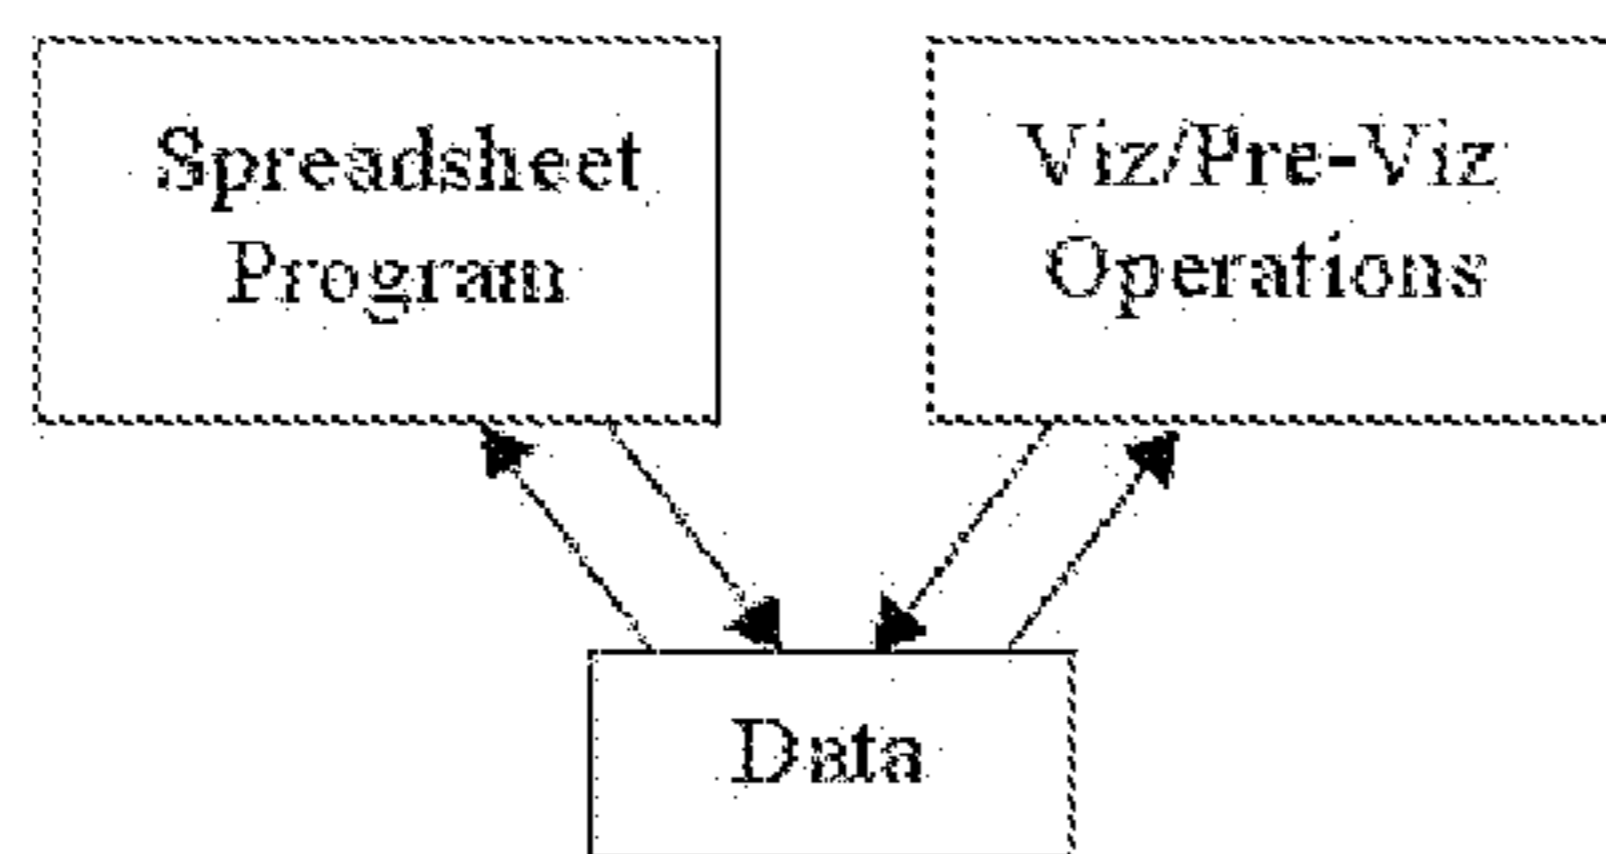 Spreadsheet
Program
Viz/Pre-Viz
Operations
Data